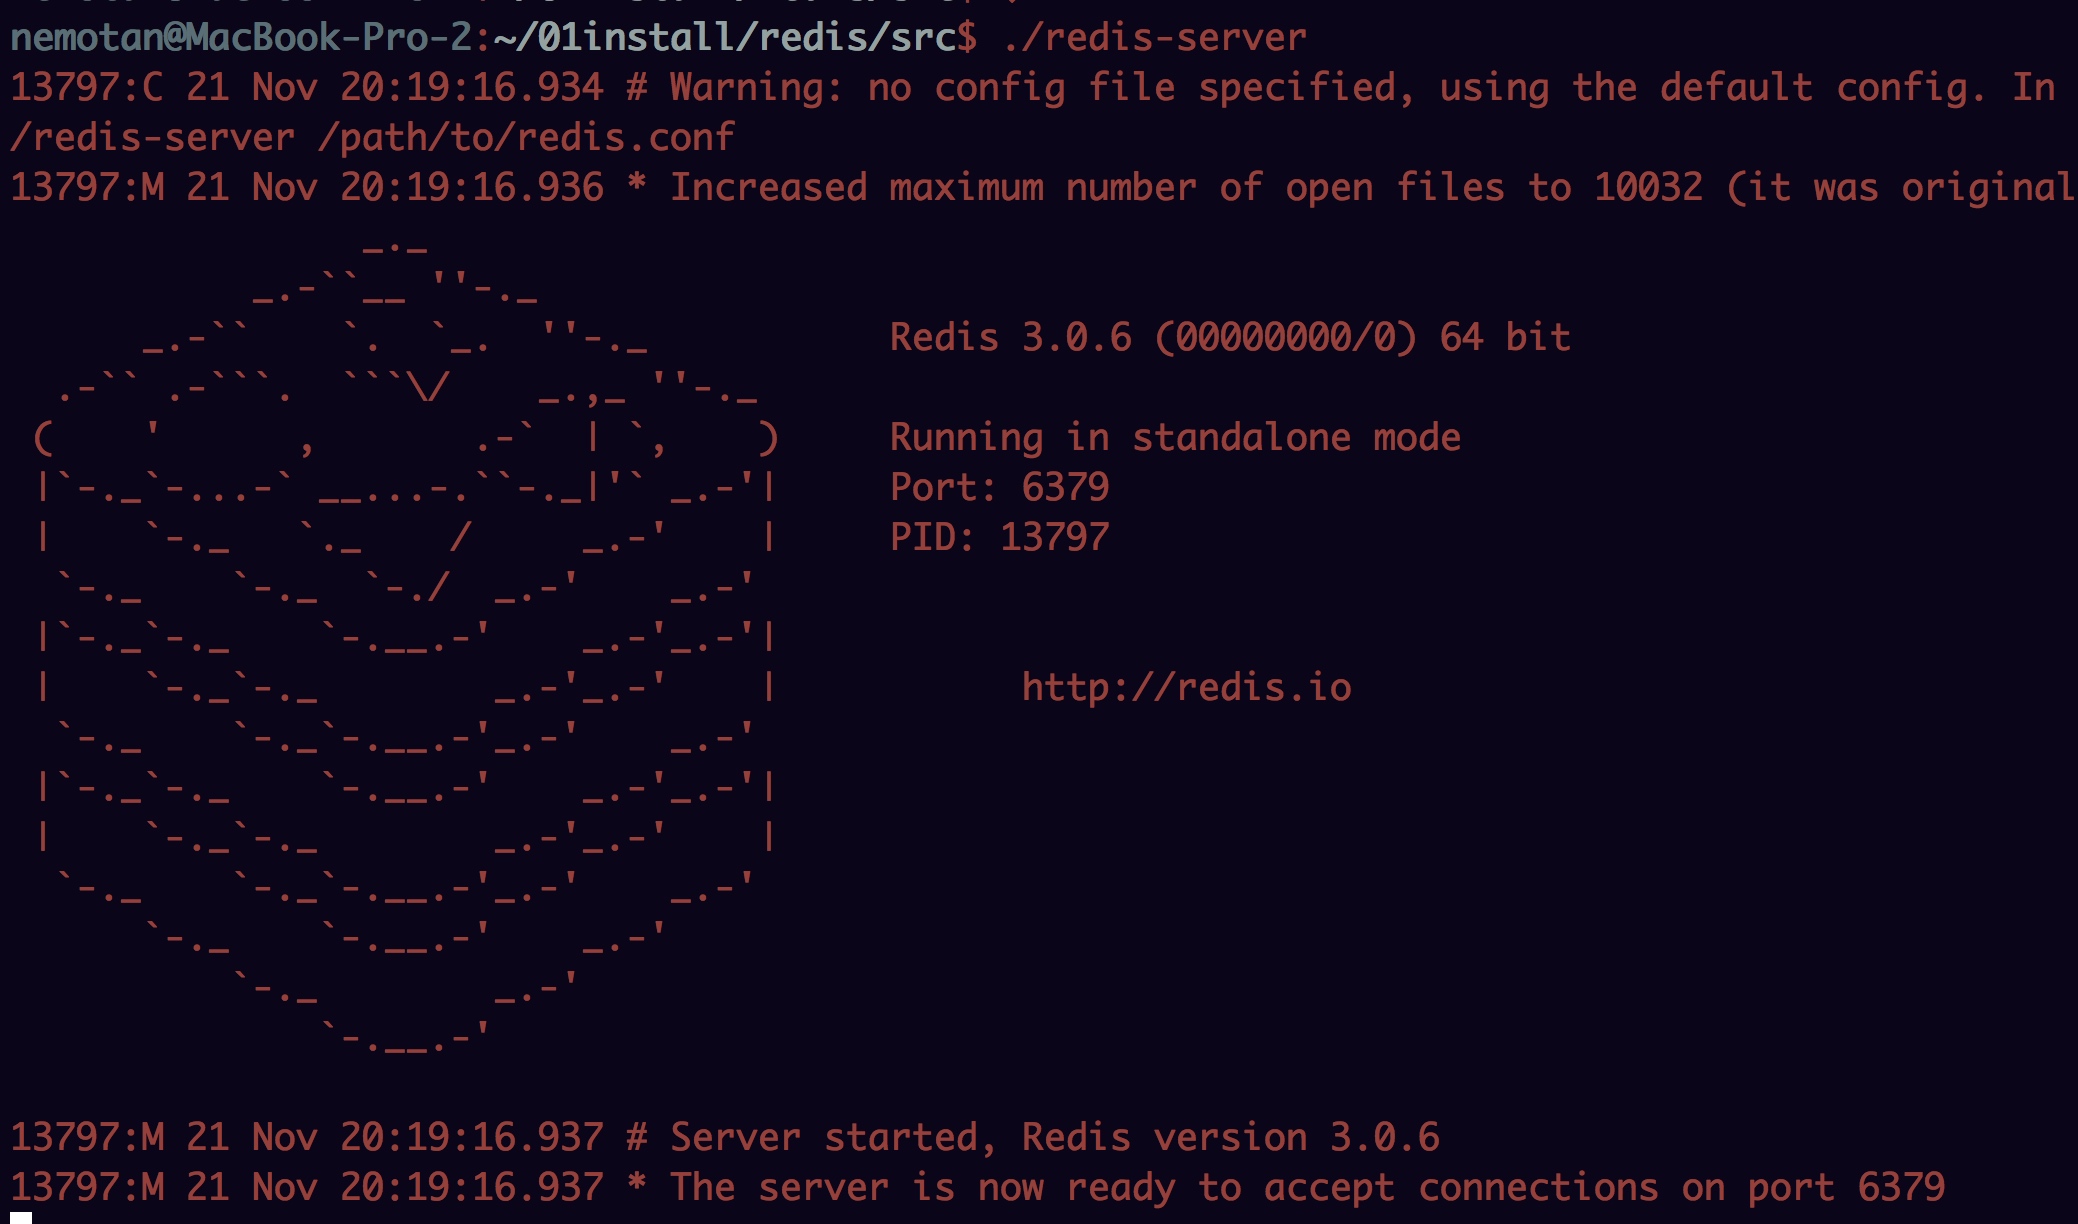 nemotan@MacBook-Pro-2:~/01install/redis/src$ ./redis-server
13797:C 21 Nov 20:19:16.934 # Warning: no config file specified, using the default config. In
/redis-server /path/to/redis.conf
13797:M 21 Nov 20:19:16.936 * Increased maximum number of open files to 10032 (it was original
Redis 3.0.6 (00000000/0) 64 bit
Running in standalone mode
Port: 6379
PID: 13797
http://redis.io
13797:M 21 Nov 20:19:16.937 # Server started, Redis version 3.0.6
13797:M 21 Nov 20:19:16.937 * The server is now ready to accept connections on port 6379